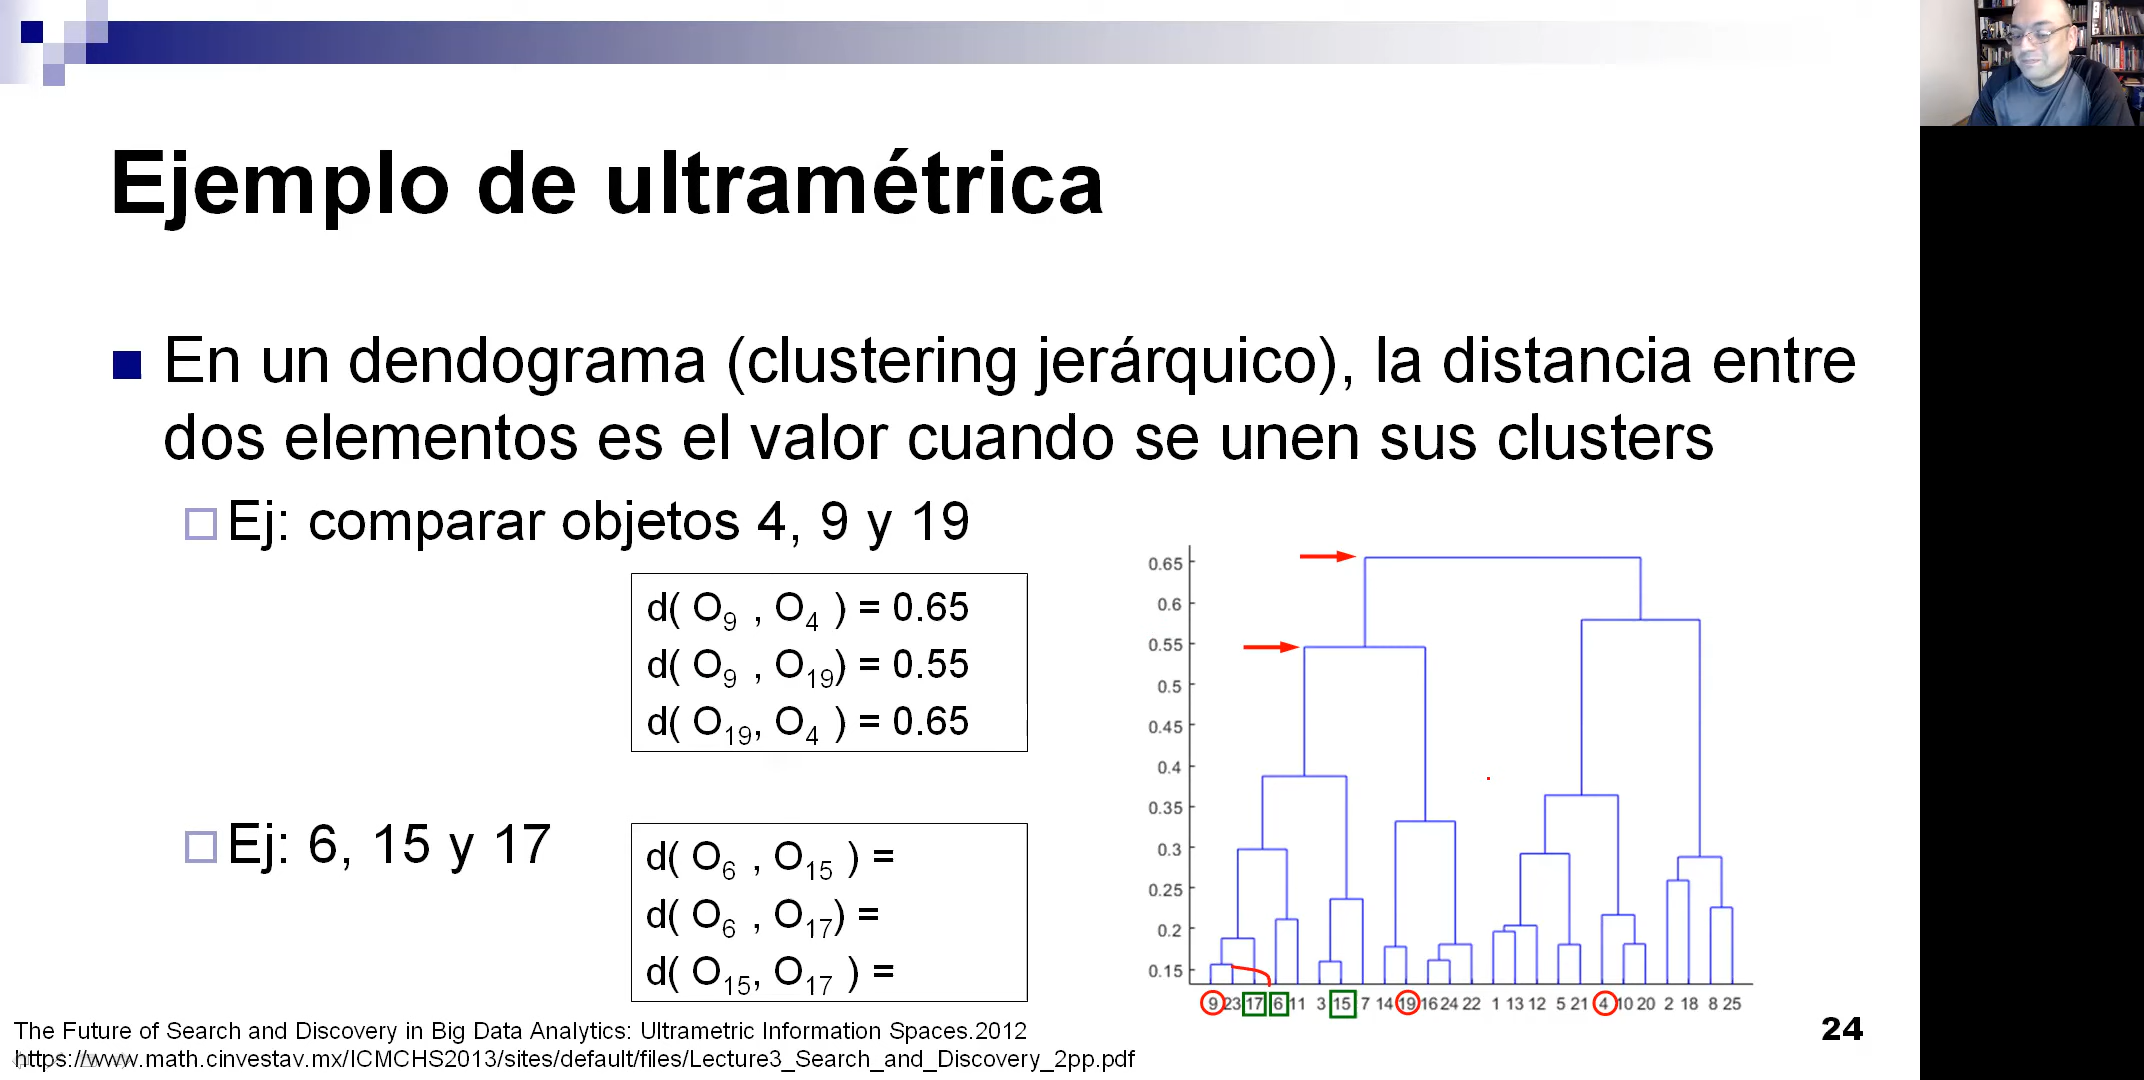 Ejemplo de ultramétrica
En un dendograma (clustering jerárquico), la distancia entre
dos elementos es el valor cuando se unen sus clusters
Ej: comparar objetos 4, 9 y 19
d( O9 , O4 ) = 0.65
d( O9 , O19) = 0.55
d( O19, O4 ) = 0.65
Ej: 6, 15 y 17
d( O6 , O15 ) =
d( O6 , O17) =
d( O15, O17 ) =
0.65
0.6
0.55
0.5
0.45
0.4
0.35
0.3
0.25
0.2
0.15
9 23 17 6 11 3 15 7 14 19 16 24 22 1 13 12 5 21 4 10 20 2 18 8 25
The Future of Search and Discovery in Big Data Analytics: Ultrametric Information Spaces.2012
https://www.math.cinvestav.mx/ICMCHS2013/sites/default/files/Lecture3_Search_and_Discovery_2pp.pdf
24